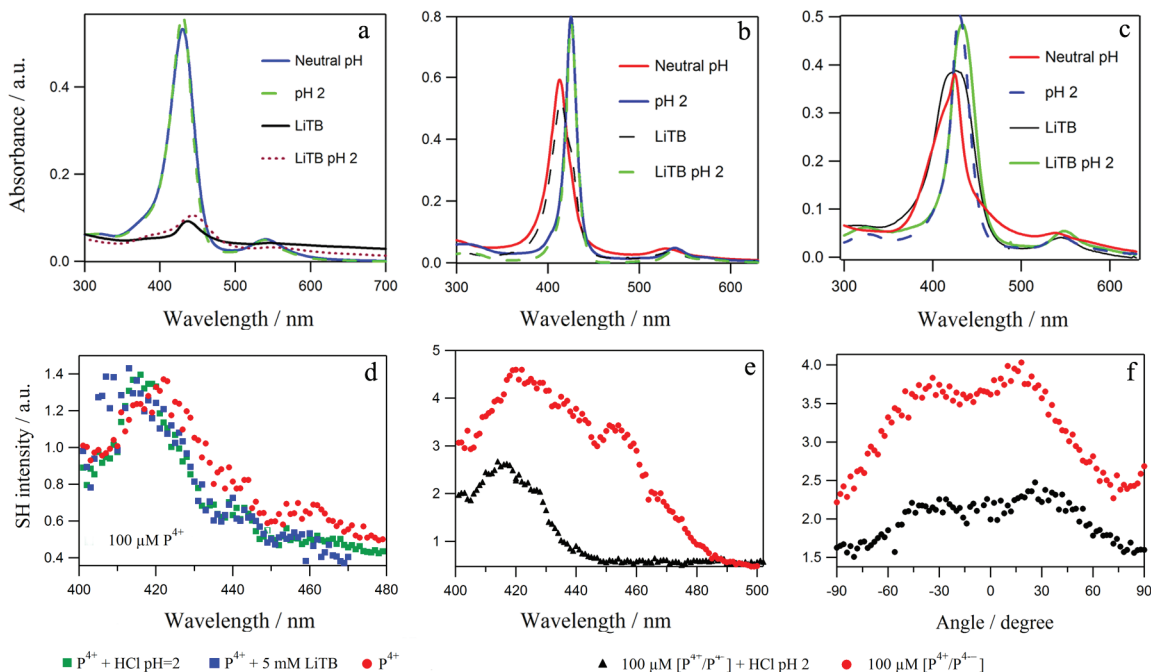 a
Neutral pH
pH 2
LiTB
LiTB pH 2
0.4
0.2
0.0
300 400 500 600 700
Absorbance / a.u.
Wavelength / nm
b
Neutral pH
pH 2
LiTB
LiTB pH 2
0.8
0.6
0.4
0.2
0.0
300 400 500 600
Wavelength / nm
c
Neutral pH
pH 2
LiTB
LiTB pH 2
0.5
0.4
0.3
0.2
0.1
0.0
300 400 500 600
Wavelength / nm
d
1.4
1.2
1.0
0.8
0.6
0.4
100 µM P⁴⁺
400 420 440 460 480
SH intensity / a.u.
Wavelength / nm
e
5
4
3
2
1
400 420 440 460 480 500
Wavelength / nm
f
4.0
3.5
3.0
2.5
2.0
1.5
-90 -60 -30 0 30 60 90
Angle / degree
P⁴⁺ + HCl pH=2 P⁴⁺ + 5 mM LiTB P⁴⁺
100 µM [P⁴⁺/P⁴⁻] + HCl pH 2 100 µM [P⁴⁺/P⁴⁻]